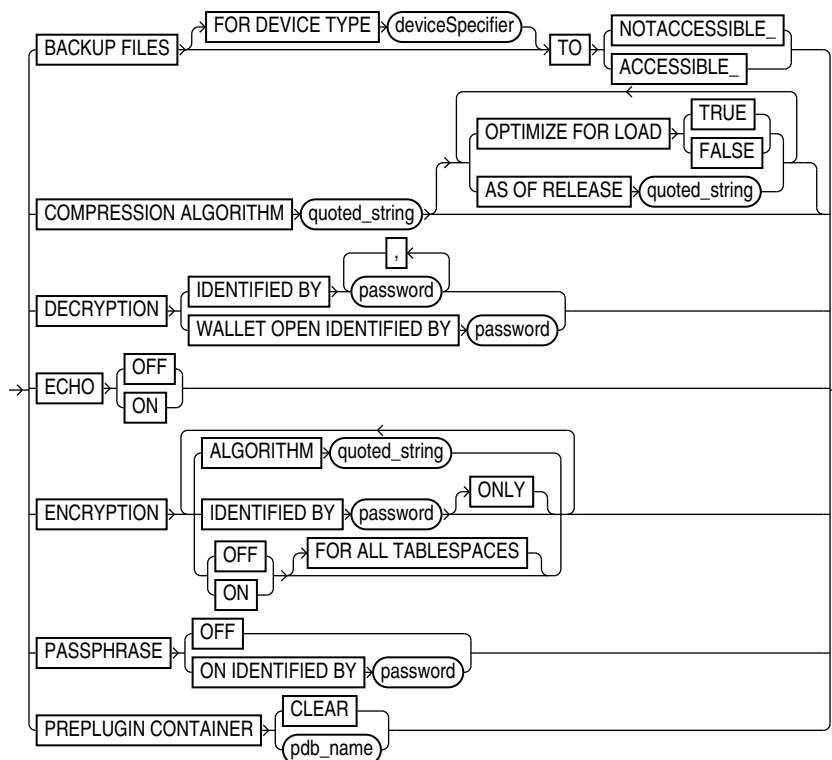 FOR DEVICE TYPE deviceSpecifier
NOTACCESSIBLE_
BACKUP FILES
TO
ACCESSIBLE_
TRUE
OPTIMIZE FOR LOAD
FALSE
AS OF RELEASE quoted_string
COMPRESSION ALGORITHM quoted_string
,
IDENTIFIED BY password
DECRYPTION
WALLET OPEN IDENTIFIED BY password
OFF
ECHO
ON
ALGORITHM quoted_string
ONLY
ENCRYPTION IDENTIFIED BY password
OFF FOR ALL TABLESPACES
ON
OFF
PASSPHRASE
ON IDENTIFIED BY password
CLEAR
PREPLUGIN CONTAINER
pdb_name